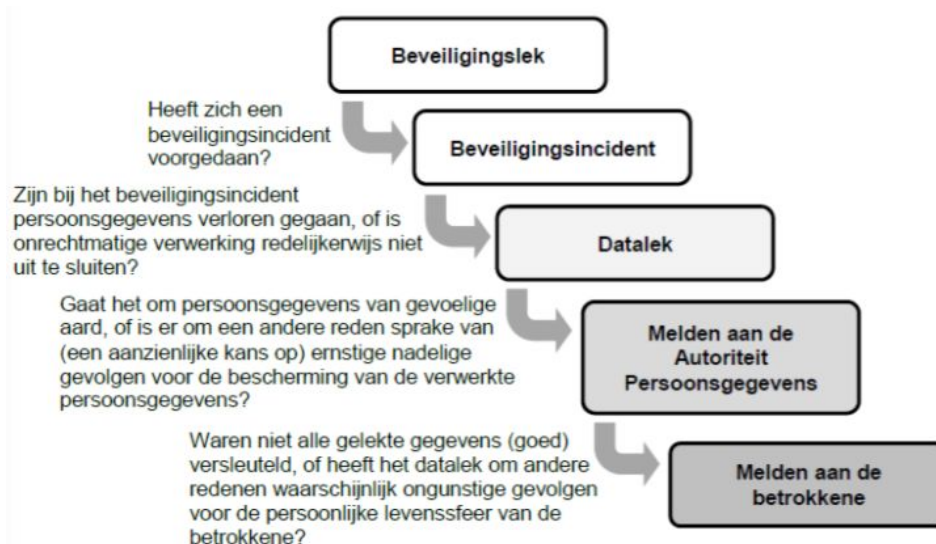 Beveiligingslek
Heeft zich een
beveiligingsincident
voorgedaan?
Beveiligingsincident
Zijn bij het beveiligingsincident
persoonsgegevens verloren gegaan, of is
onrechtmatige verwerking redelijkerwijs niet
uit te sluiten?
Datalek
Gaat het om persoonsgegevens van gevoelige
aard, of is er om een andere reden sprake van
(een aanzienlijke kans op) ernstige nadelige
gevolgen voor de bescherming van de verwerkte
persoonsgegevens?
Melden aan de
Autoriteit
Persoonsgegevens
Waren niet alle gelekte gegevens (goed)
versleuteld, of heeft het datalek om andere
redenen waarschijnlijk ongunstige gevolgen
voor de persoonlijke levenssfeer van de
betrokkene?
Melden aan de
betrokkene